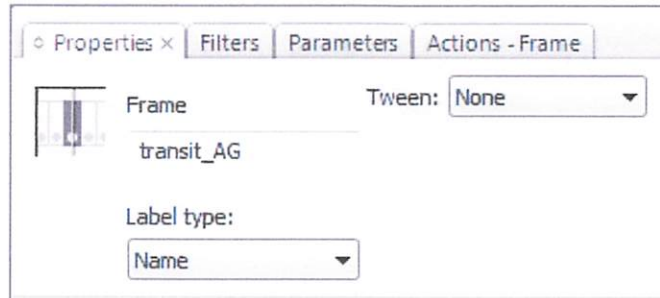 Properties × Filters Parameters Actions - Frame
Frame Tween: None
transit_AG
Label type:
Name